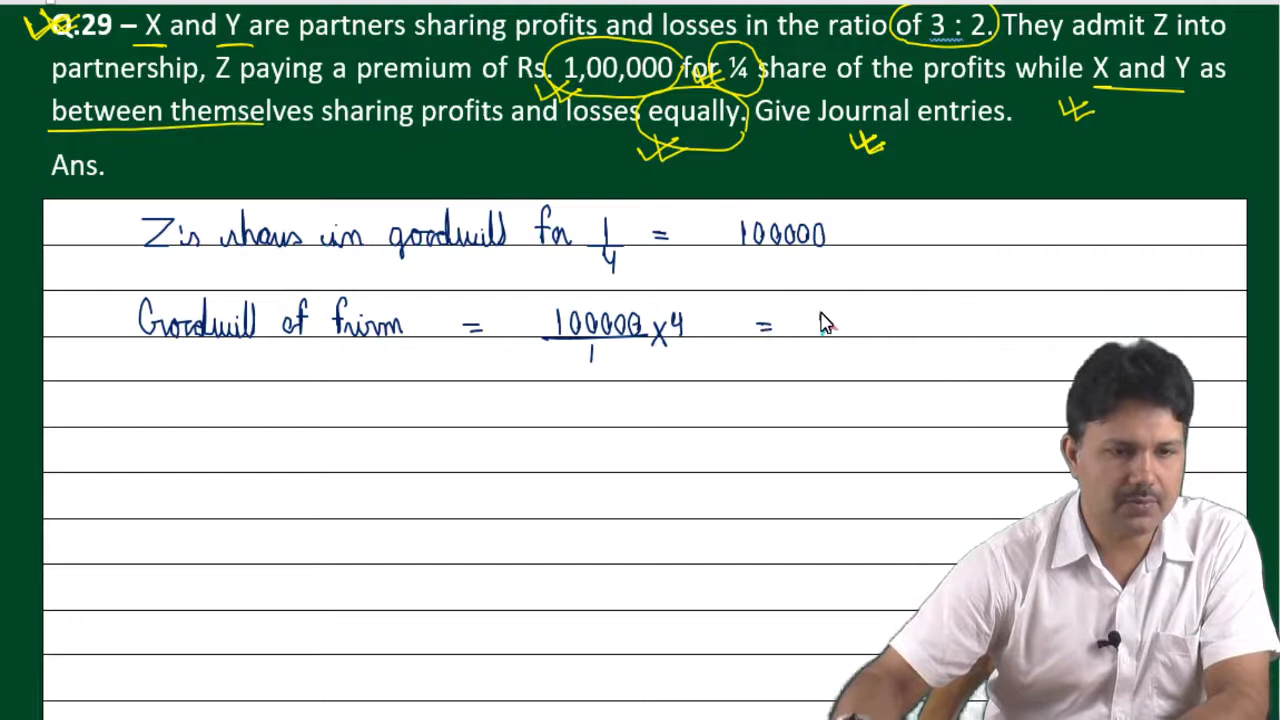 Q.29 – X and Y are partners sharing profits and losses in the ratio of 3 : 2. They admit Z into
partnership, Z paying a premium of Rs. 1,00,000 for ¼ share of the profits while X and Y as
between themselves sharing profits and losses equally. Give Journal entries.
Ans.
Z's share in goodwill for 1/4 = 100000
Goodwill of firm = 100000/1 x 4 =